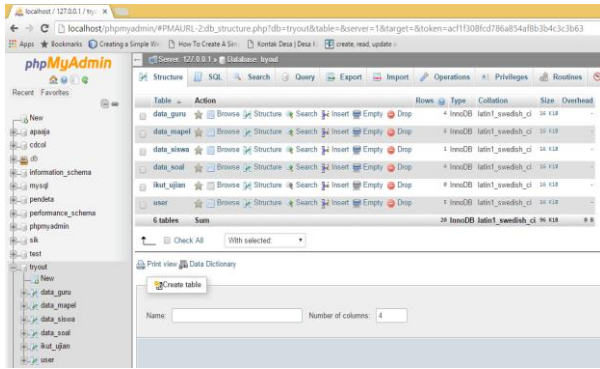 localhost / 127.0.0.1 / try
localhost/phpmyadmin/#PMAURL-2:db_structure.php?db=tryout&table=&server=1&target=&token=acf1f308fcd786a854af8b3b4c3c3b63
Apps Bookmarks Creating a Simple We How To Create A Sim Kontak Desa | Desa I create, read, update
phpMyAdmin
Recent Favorites
New
apaaja
cdcol
db
information_schema
mysql
pendeta
performance_schema
phpmyadmin
sik
test
tryout
New
data_guru
data_mapel
data_siswa
data_soal
ikut_ujian
user
Server: 127.0.0.1 » Database: tryout
Structure SQL Search Query Export Import Operations Privileges Routines
Table Action Rows Type Collation Size Overhead
data_guru Browse Structure Search Insert Empty Drop 4 InnoDB latin1_swedish_ci 16 KiB -
data_mapel Browse Structure Search Insert Empty Drop InnoDB latin1_swedish_ci 16 KiB -
data_siswa Browse Structure Search Insert Empty Drop 1 InnoDB latin1_swedish_ci 16 KiB -
data_soal Browse Structure Search Insert Empty Drop InnoDB latin1_swedish_ci 16 KiB -
ikut_ujian Browse Structure Search Insert Empty Drop InnoDB latin1_swedish_ci 16 KiB -
user Browse Structure Search Insert Empty Drop InnoDB latin1_swedish_ci 16 KiB -
6 tables Sum 20 InnoDB latin1_swedish_ci 96 KiB 0 B
Check All With selected:
Print view Data Dictionary
Create table
Name: Number of columns: 4